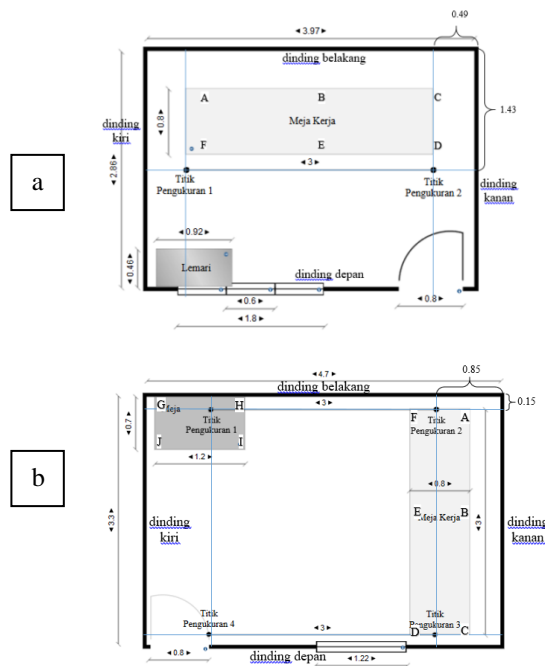 0.49
◄ 3.97 ►
dinding belakang
A B C
1.43
◄ 0.8 ►
Meja Kerja
dinding
kiri
F E D
◄ 2.86 ►
◄ 3 ►
a
Titik
Pengukuran 1
Titik
Pengukuran 2
dinding
kanan
◄ 0.92 ►
◄ 0.46 ►
Lemari
dinding depan
◄ 0.6 ►
◄ 0.8 ►
◄ 1.8 ►
0.85
◄ 4.7 ►
dinding belakang
0.15
G Meja H
◄ 3 ►
F A
◄ 0.7 ►
Titik
Pengukuran 1
Titik
Pengukuran 2
J I
◄ 1.2 ►
◄ 0.8 ►
b
◄ 3.3 ►
E Meja Kerja B
◄ 3 ►
dinding
kiri
dinding
kanan
Titik
Pengukuran 4
Titik
Pengukuran 3
◄ 3 ►
D C
◄ 0.8 ►
dinding depan
◄ 1.22 ►